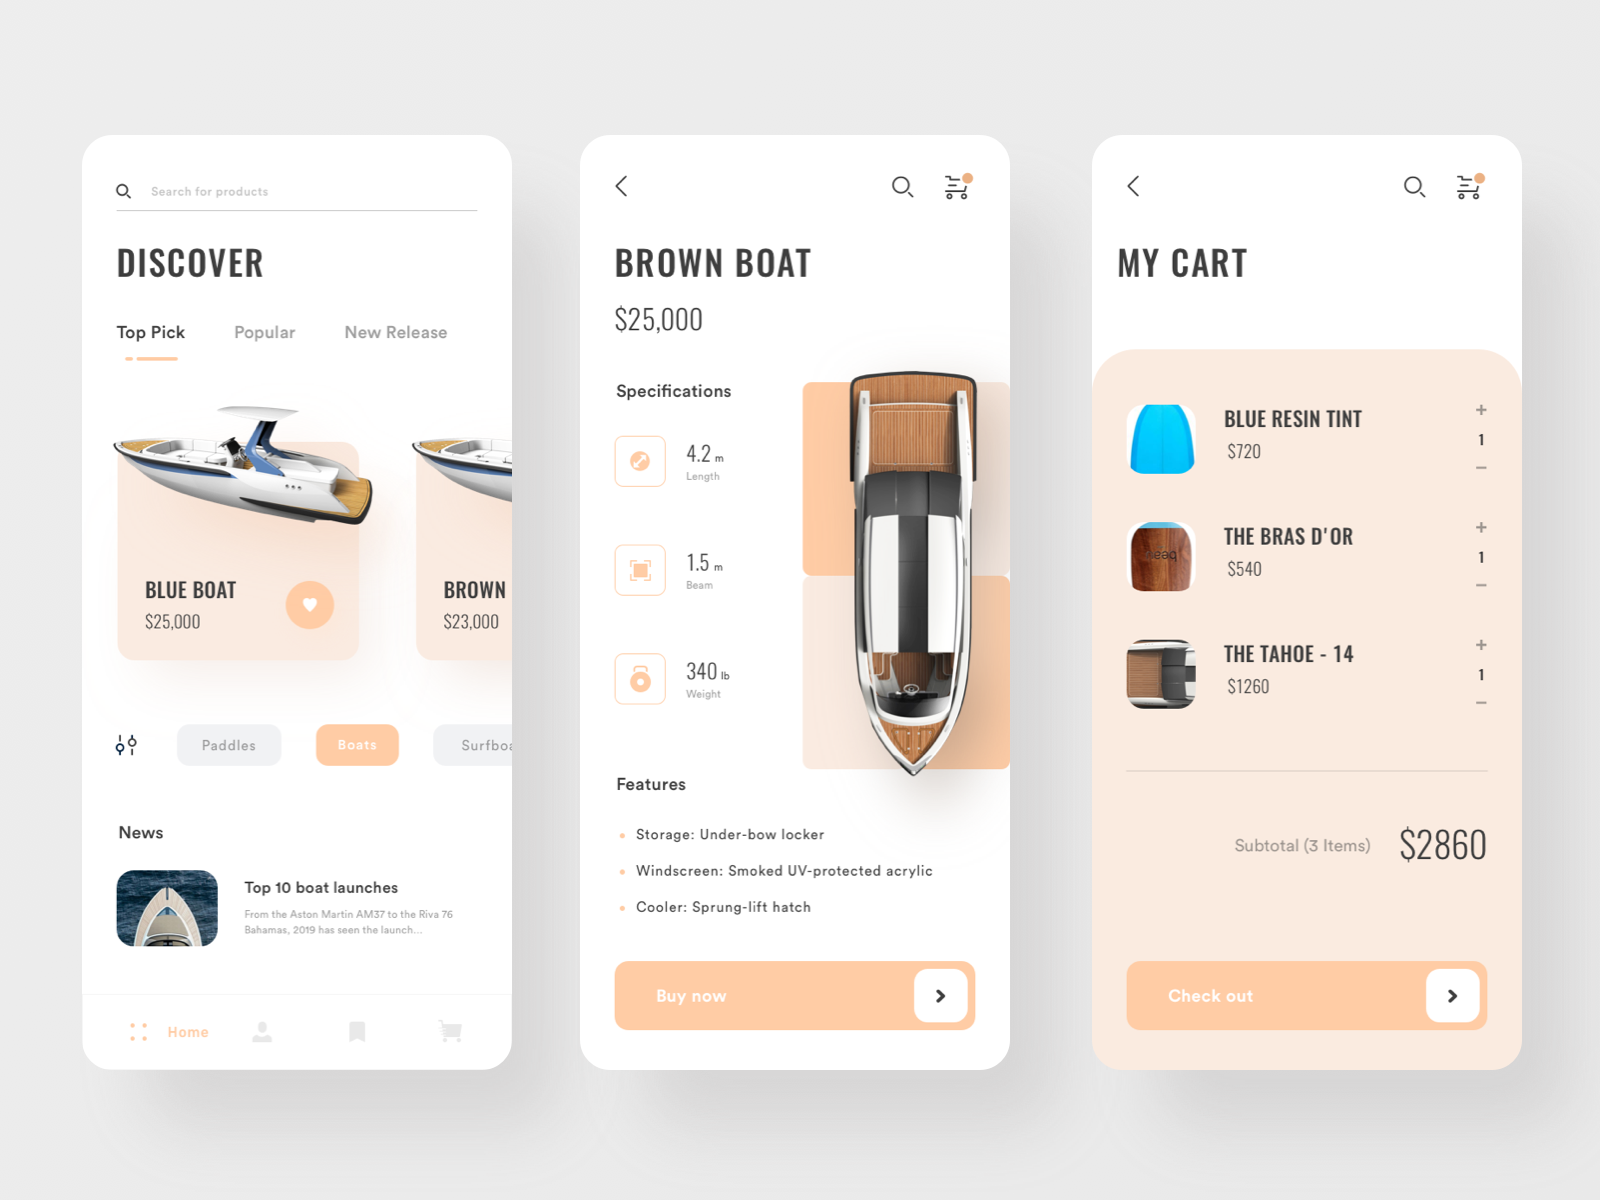 Search for products
DISCOVER
Top Pick
Popular
New Release
BLUE BOAT
$25,000
BROWN
$23,000
Paddles
Boats
Surfboa
News
Top 10 boat launches
From the Aston Martin AM37 to the Riva 76
Bahamas, 2019 has seen the launch...
Home
BROWN BOAT
$25,000
Specifications
4.2 m
Length
1.5 m
Beam
340 lb
Weight
Features
Storage: Under-bow locker
Windscreen: Smoked UV-protected acrylic
Cooler: Sprung-lift hatch
Buy now
MY CART
BLUE RESIN TINT
$720
+
1
−
THE BRAS D'OR
$540
+
1
−
THE TAHOE - 14
$1260
+
1
−
Subtotal (3 Items)
$2860
Check out